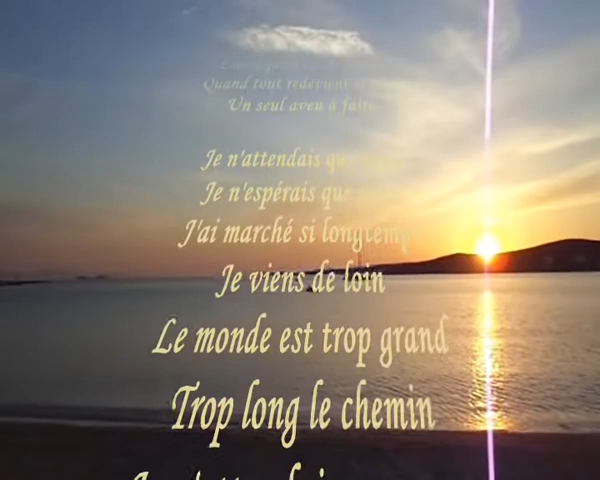 Quand tout redevient
Un seul aveu à faire
Je n'attendais que
Je n'espérais que
J'ai marché si longtemps
Je viens de loin
Le monde est trop grand
Trop long le chemin